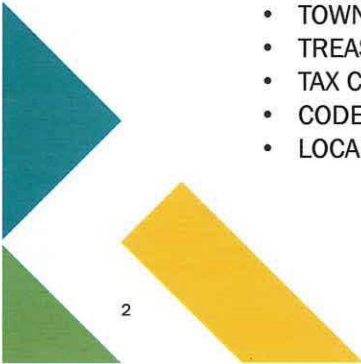 • TOWN
• TREAS
• TAX C
• CODE
• LOCA
2